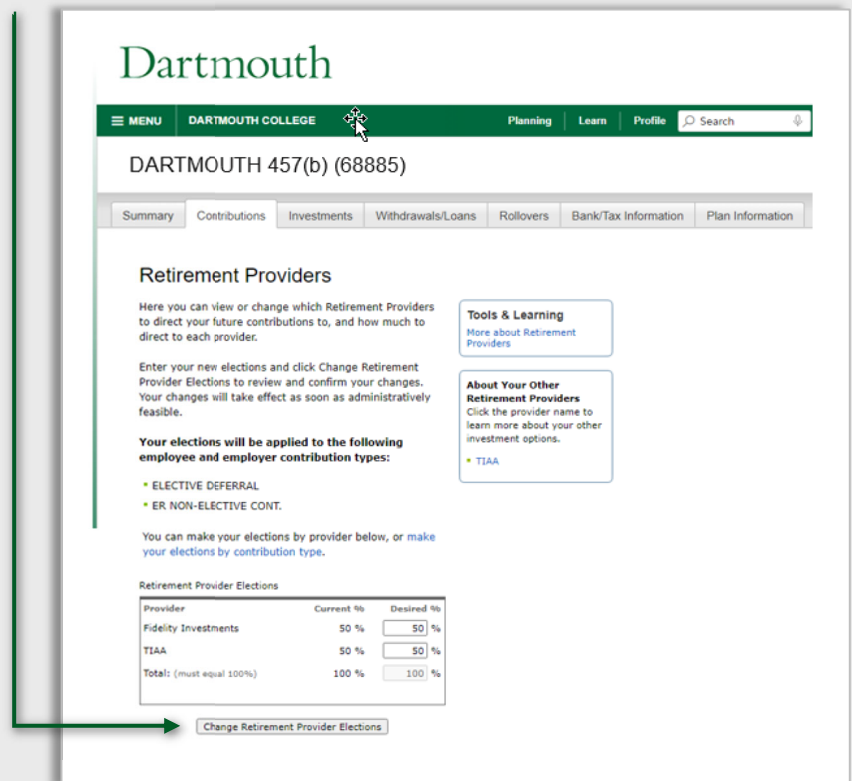 Dartmouth
MENU DARTMOUTH COLLEGE Planning Learn Profile Search
DARTMOUTH 457(b) (68885)
Summary Contributions Investments Withdrawals/Loans Rollovers Bank/Tax Information Plan Information
Retirement Providers
Here you can view or change which Retirement Providers
to direct your future contributions to, and how much to
direct to each provider.
Enter your new elections and click Change Retirement
Provider Elections to review and confirm your changes.
Your changes will take effect as soon as administratively
feasible.
Your elections will be applied to the following
employee and employer contribution types:
• ELECTIVE DEFERRAL
• ER NON-ELECTIVE CONT.
You can make your elections by provider below, or make
your elections by contribution type.
Tools & Learning
More about Retirement
Providers
About Your Other
Retirement Providers
Click the provider name to
learn more about your other
investment options.
• TIAA
Retirement Provider Elections
Provider Current % Desired %
Fidelity Investments 50 % 50 %
TIAA 50 % 50 %
Total: (must equal 100%) 100 % 100 %
Change Retirement Provider Elections